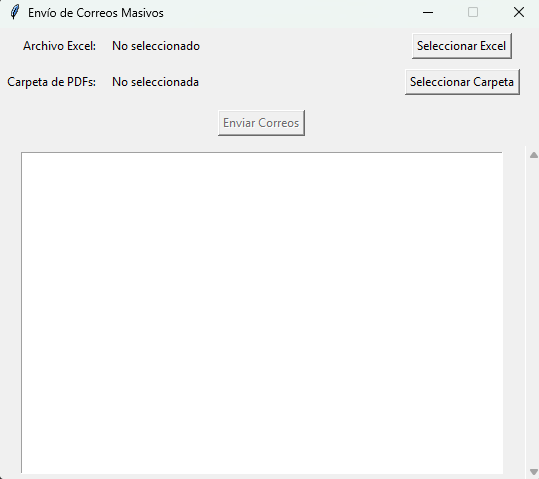 Envío de Correos Masivos
Archivo Excel: No seleccionado Seleccionar Excel
Carpeta de PDFs: No seleccionada Seleccionar Carpeta
Enviar Correos